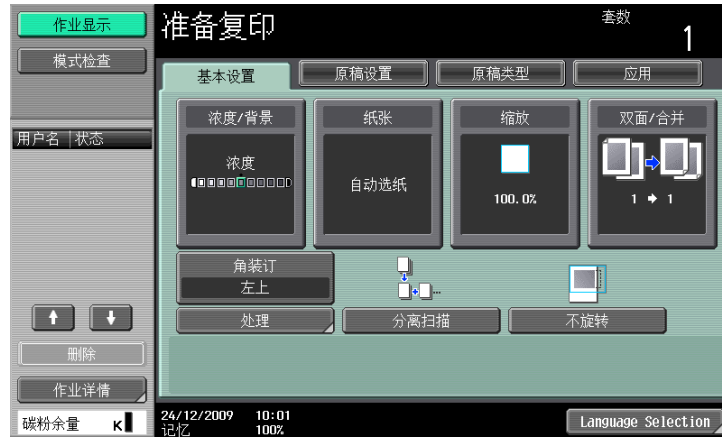 作业显示
模式检查
用户名 状态
删除
作业详情
碳粉余量 K
准备复印
套数
1
基本设置 原稿设置 原稿类型 应用
浓度/背景 纸张 缩放 双面/合并
浓度
自动选纸
100.0%
1 → 1
角装订
左上
处理 分离扫描 不旋转
24/12/2009 10:01
记忆 100%
Language Selection